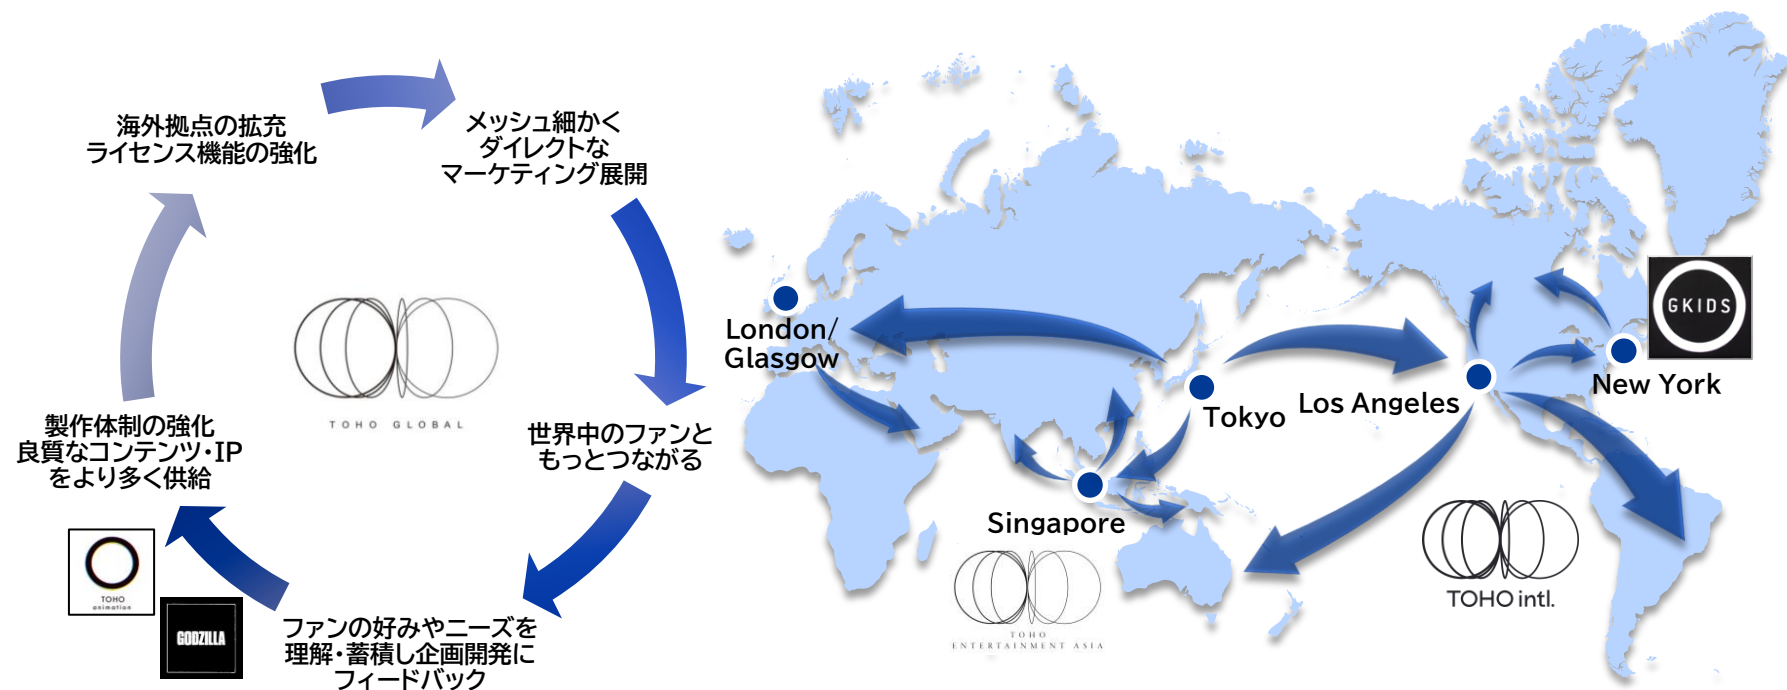 海外拠点の拡充
ライセンス機能の強化
メッシュ細かく
ダイレクトな
マーケティング展開
世界中のファンと
もっとつながる
ファンの好みやニーズを
理解・蓄積し企画開発に
フィードバック
製作体制の強化
良質なコンテンツ・IP
をより多く供給
TOHO GLOBAL
TOHO
animation
GODZILLA
London/
Glasgow
Tokyo
Singapore
TOHO
ENTERTAINMENT ASIA
Los Angeles
New York
GKIDS
TOHO intl.